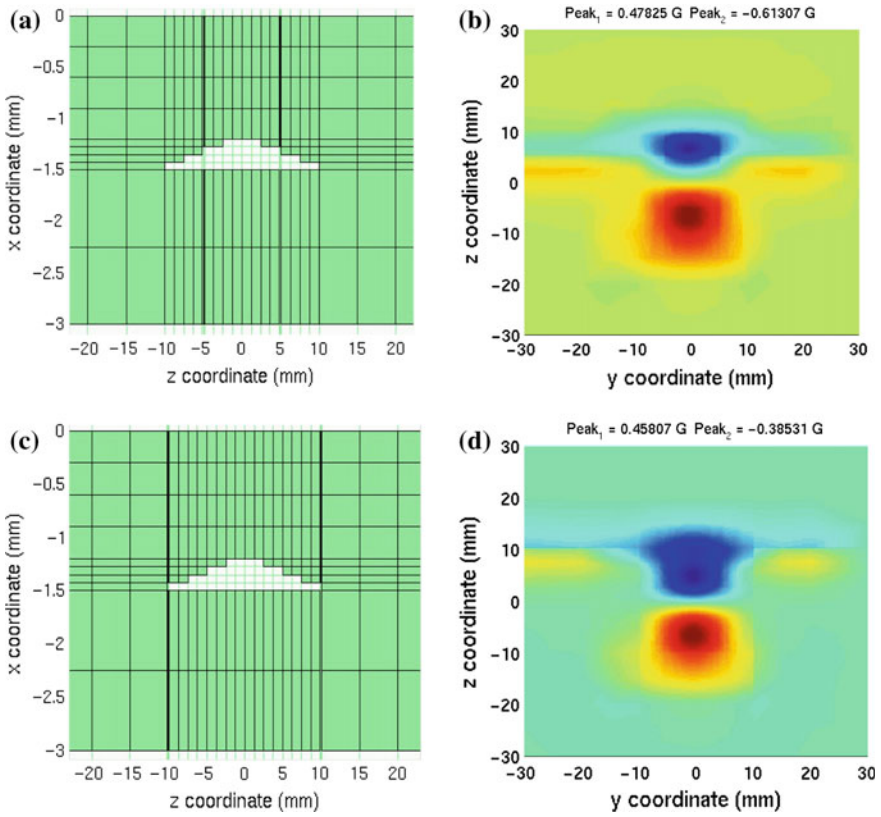 (a)
0
−0.5
−1
−1.5
−2
−2.5
−3
x coordinate (mm)
−20 −15 −10 −5 0 5 10 15 20
z coordinate (mm)
(b)
Peak₁ = 0.47825 G Peak₂ = −0.61307 G
30
20
10
0
−10
−20
−30
z coordinate (mm)
−30 −20 −10 0 10 20 30
y coordinate (mm)
(c)
0
−0.5
−1
−1.5
−2
−2.5
−3
x coordinate (mm)
−20 −15 −10 −5 0 5 10 15 20
z coordinate (mm)
(d)
Peak₁ = 0.45807 G Peak₂ = −0.38531 G
30
20
10
0
−10
−20
−30
z coordinate (mm)
−30 −20 −10 0 10 20 30
y coordinate (mm)